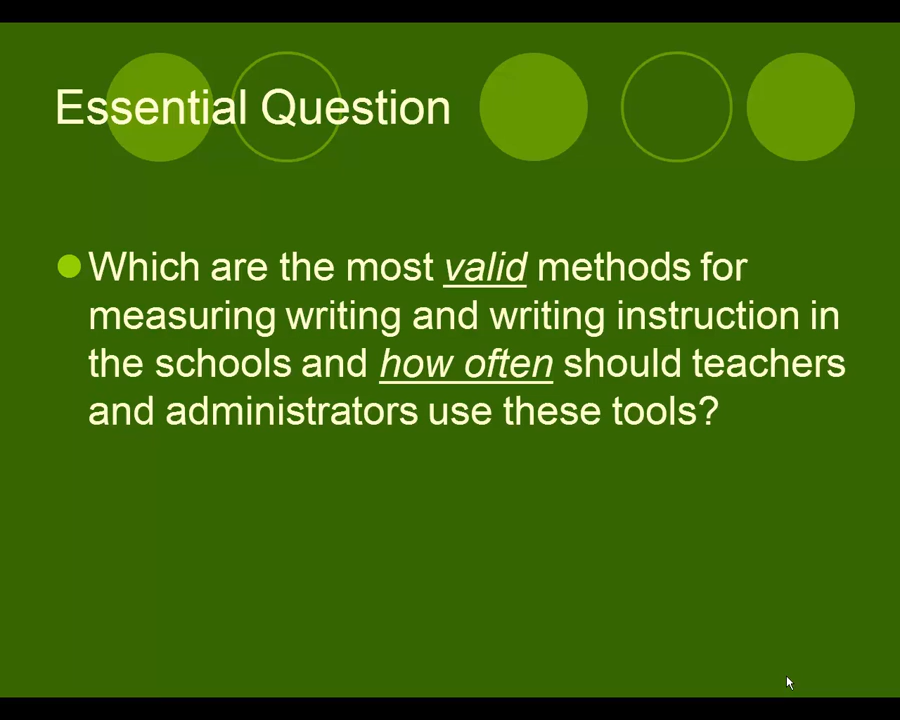 Essential Question
Which are the most valid methods for
measuring writing and writing instruction in
the schools and how often should teachers
and administrators use these tools?